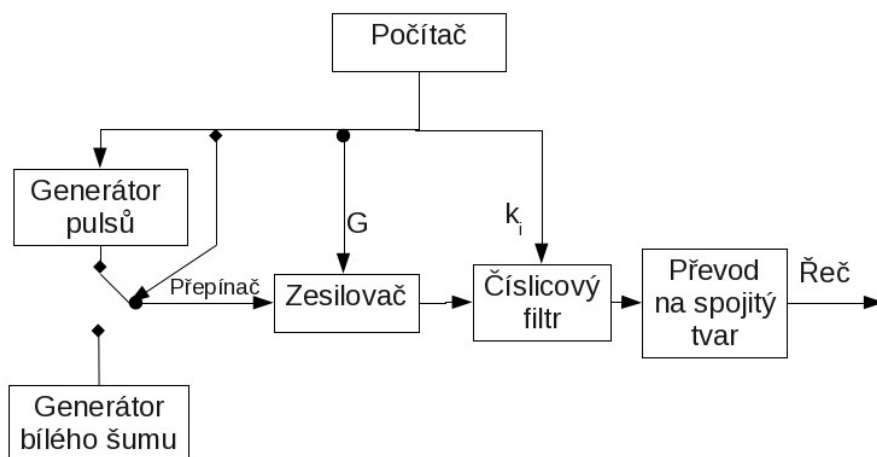 Počítač
Generátor
pulsů
G
k i
Přepínač
Zesilovač
Číslicový
filtr
Převod
na spojitý
tvar
Řeč
Generátor
bílého šumu